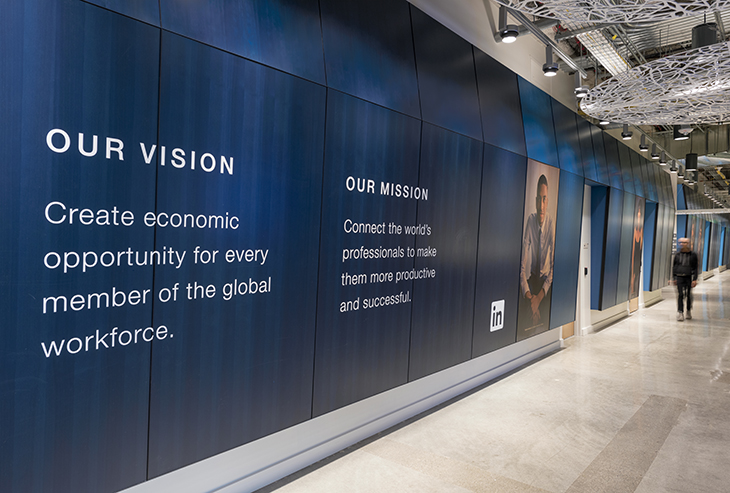 OUR VISION
Create economic
opportunity for every
member of the global
workforce.
OUR MISSION
Connect the world's
professionals to make
them more productive
and successful.
in